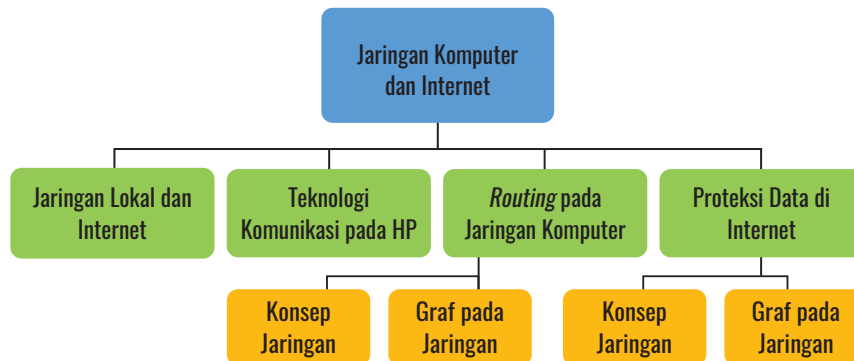 Jaringan Komputer
dan Internet
Jaringan Lokal dan
Internet
Teknologi
Komunikasi pada HP
Routing pada
Jaringan Komputer
Proteksi Data di
Internet
Konsep
Jaringan
Graf pada
Jaringan
Konsep
Jaringan
Graf pada
Jaringan